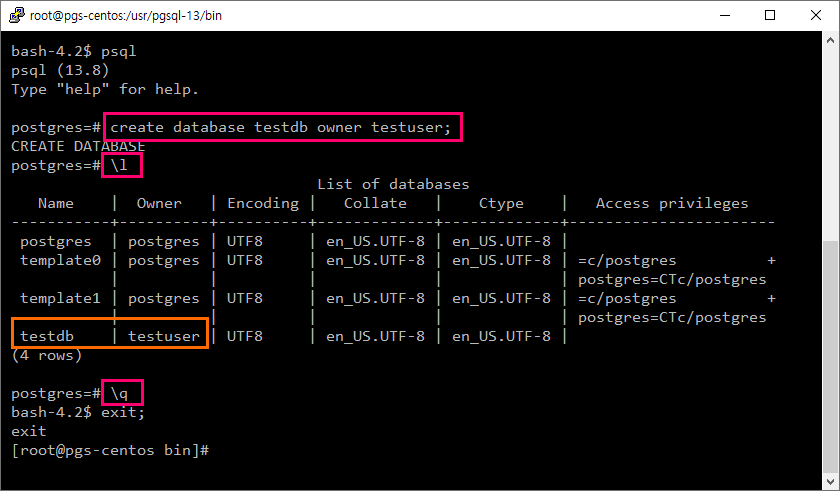 root@pgs-centos:/usr/pgsql-13/bin
bash-4.2$ psql
psql (13.8)
Type "help" for help.
postgres=# create database testdb owner testuser;
CREATE DATABASE
postgres=# \l
                                  List of databases
   Name    |  Owner   | Encoding |   Collate   |    Ctype    |   Access privileges
-----------+----------+----------+-------------+-------------+-----------------------
 postgres  | postgres | UTF8     | en_US.UTF-8 | en_US.UTF-8 |
 template0 | postgres | UTF8     | en_US.UTF-8 | en_US.UTF-8 | =c/postgres          +
           |          |          |             |             | postgres=CTc/postgres
 template1 | postgres | UTF8     | en_US.UTF-8 | en_US.UTF-8 | =c/postgres          +
           |          |          |             |             | postgres=CTc/postgres
 testdb    | testuser | UTF8     | en_US.UTF-8 | en_US.UTF-8 |
(4 rows)
postgres=# \q
bash-4.2$ exit;
exit
[root@pgs-centos bin]#